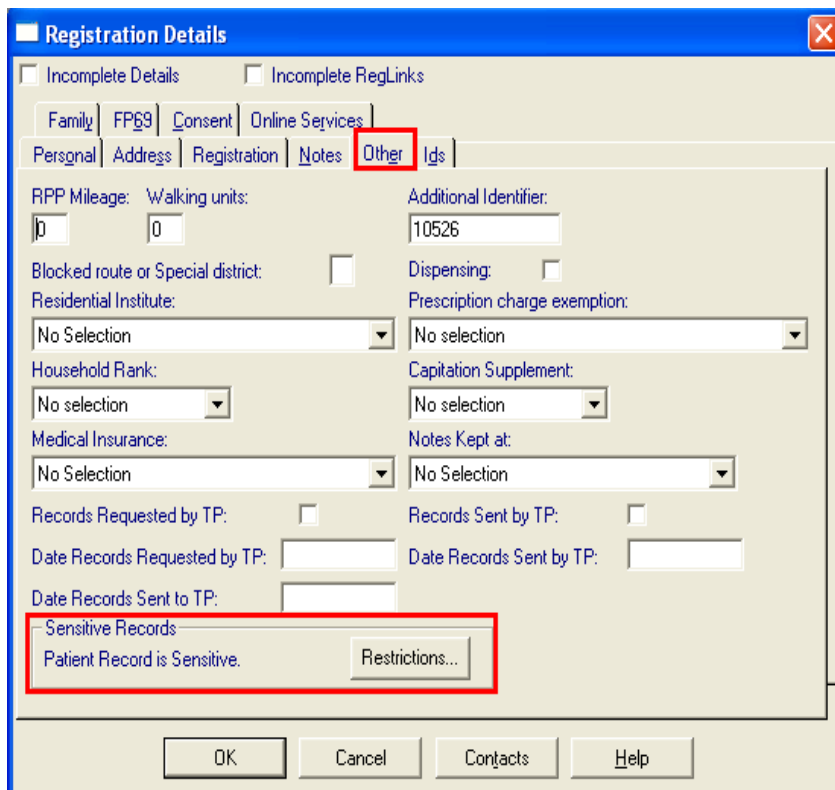 Registration Details
Incomplete Details Incomplete RegLinks
Family FP69 Consent Online Services
Personal Address Registration Notes Other Ids
RPP Mileage: Walking units: Additional Identifier:
0 0 10526
Blocked route or Special district: Dispensing:
Residential Institute: Prescription charge exemption:
No Selection No selection
Household Rank: Capitation Supplement:
No selection No selection
Medical Insurance: Notes Kept at:
No Selection No Selection
Records Requested by TP: Records Sent by TP:
Date Records Requested by TP: Date Records Sent by TP:
Date Records Sent to TP:
Sensitive Records
Patient Record is Sensitive. Restrictions...
OK Cancel Contacts Help